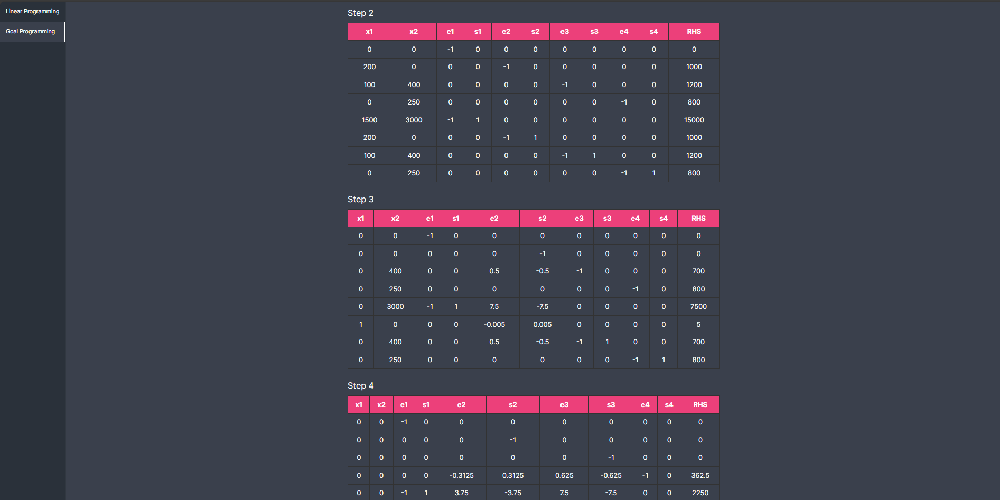 Linear Programming
Goal Programming
Step 2
x1 x2 e1 s1 e2 s2 e3 s3 e4 s4 RHS
0 0 -1 0 0 0 0 0 0 0 0
200 0 0 0 -1 0 0 0 0 0 1000
100 400 0 0 0 0 -1 0 0 0 1200
0 250 0 0 0 0 0 0 -1 0 800
1500 3000 -1 1 0 0 0 0 0 0 15000
200 0 0 0 -1 1 0 0 0 0 1000
100 400 0 0 0 0 -1 1 0 0 1200
0 250 0 0 0 0 0 0 -1 1 800
Step 3
x1 x2 e1 s1 e2 s2 e3 s3 e4 s4 RHS
0 0 -1 0 0 0 0 0 0 0 0
0 0 0 0 0 -1 0 0 0 0 0
0 400 0 0 0.5 -0.5 -1 0 0 0 700
0 250 0 0 0 0 0 0 -1 0 800
0 3000 -1 1 7.5 -7.5 0 0 0 0 7500
1 0 0 0 -0.005 0.005 0 0 0 0 5
0 400 0 0 0.5 -0.5 -1 1 0 0 700
0 250 0 0 0 0 0 0 -1 1 800
Step 4
x1 x2 e1 s1 e2 s2 e3 s3 e4 s4 RHS
0 0 -1 0 0 0 0 0 0 0 0
0 0 0 0 0 -1 0 0 0 0 0
0 0 0 0 0 0 0 -1 0 0 0
0 0 0 0 -0.3125 0.3125 0.625 -0.625 -1 0 362.5
0 0 -1 1 3.75 -3.75 7.5 -7.5 0 0 2250